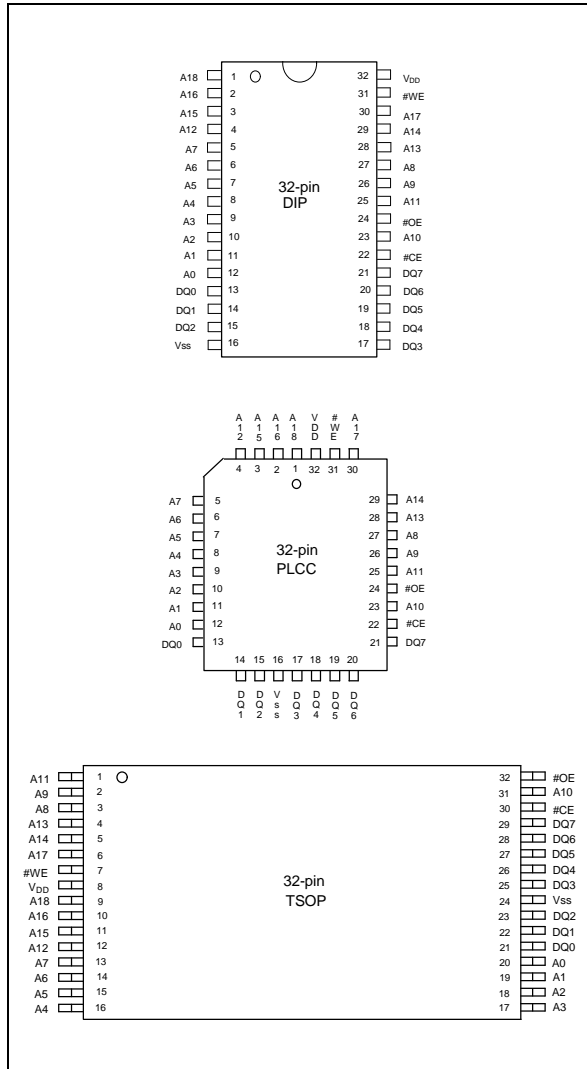 A18 1 32 VDD
A16 2 31 #WE
A15 3 30 A17
A12 4 29 A14
A7 5 28 A13
A6 6 27 A8
A5 7 32-pin 26 A9
A4 8 DIP 25 A11
A3 9 24 #OE
A2 10 23 A10
A1 11 22 #CE
A0 12 21 DQ7
DQ0 13 20 DQ6
DQ1 14 19 DQ5
DQ2 15 18 DQ4
Vss 16 17 DQ3
A12 A15 A16 A18 VDD #WE A17
4 3 2 1 32 31 30
A7 5 29 A14
A6 6 28 A13
A5 7 27 A8
A4 8 32-pin 26 A9
A3 9 PLCC 25 A11
A2 10 24 #OE
A1 11 23 A10
A0 12 22 #CE
DQ0 13 21 DQ7
14 15 16 17 18 19 20
DQ1 DQ2 Vss DQ3 DQ4 DQ5 DQ6
A11 1 32 #OE
A9 2 31 A10
A8 3 30 #CE
A13 4 29 DQ7
A14 5 28 DQ6
A17 6 27 DQ5
#WE 7 26 DQ4
VDD 8 32-pin 25 DQ3
A18 9 TSOP 24 Vss
A16 10 23 DQ2
A15 11 22 DQ1
A12 12 21 DQ0
A7 13 20 A0
A6 14 19 A1
A5 15 18 A2
A4 16 17 A3